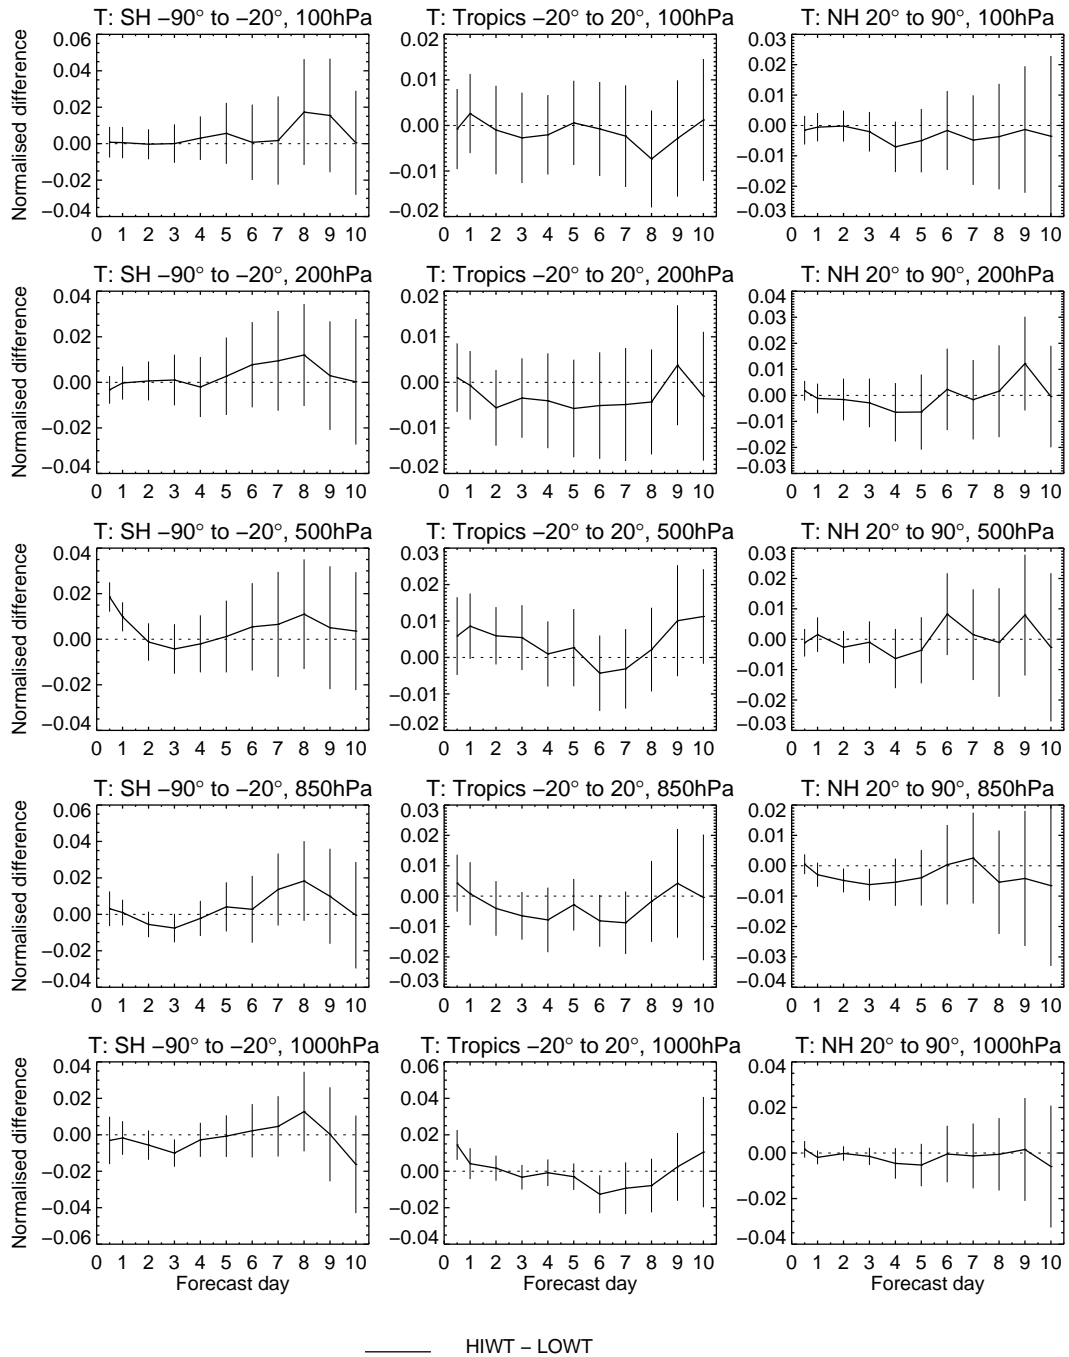 T: SH −90° to −20°, 100hPa
T: Tropics −20° to 20°, 100hPa
T: NH 20° to 90°, 100hPa
Normalised difference
0.06
0.04
0.02
0.00
−0.02
−0.04
0 1 2 3 4 5 6 7 8 9 10
0.02
0.01
0.00
−0.01
−0.02
0 1 2 3 4 5 6 7 8 9 10
0.03
0.02
0.01
0.00
−0.01
−0.02
−0.03
0 1 2 3 4 5 6 7 8 9 10
T: SH −90° to −20°, 200hPa
T: Tropics −20° to 20°, 200hPa
T: NH 20° to 90°, 200hPa
Normalised difference
0.04
0.02
0.00
−0.02
−0.04
0 1 2 3 4 5 6 7 8 9 10
0.02
0.01
0.00
−0.01
−0.02
0 1 2 3 4 5 6 7 8 9 10
0.04
0.03
0.02
0.01
0.00
−0.01
−0.02
−0.03
0 1 2 3 4 5 6 7 8 9 10
T: SH −90° to −20°, 500hPa
T: Tropics −20° to 20°, 500hPa
T: NH 20° to 90°, 500hPa
Normalised difference
0.04
0.02
0.00
−0.02
−0.04
0 1 2 3 4 5 6 7 8 9 10
0.03
0.02
0.01
0.00
−0.01
−0.02
0 1 2 3 4 5 6 7 8 9 10
0.03
0.02
0.01
0.00
−0.01
−0.02
−0.03
0 1 2 3 4 5 6 7 8 9 10
T: SH −90° to −20°, 850hPa
T: Tropics −20° to 20°, 850hPa
T: NH 20° to 90°, 850hPa
Normalised difference
0.06
0.04
0.02
0.00
−0.02
−0.04
0 1 2 3 4 5 6 7 8 9 10
0.03
0.02
0.01
0.00
−0.01
−0.02
−0.03
0 1 2 3 4 5 6 7 8 9 10
0.02
0.01
0.00
−0.01
−0.02
−0.03
−0.04
0 1 2 3 4 5 6 7 8 9 10
T: SH −90° to −20°, 1000hPa
T: Tropics −20° to 20°, 1000hPa
T: NH 20° to 90°, 1000hPa
Normalised difference
0.04
0.02
0.00
−0.02
−0.04
−0.06
0 1 2 3 4 5 6 7 8 9 10
Forecast day
0.06
0.04
0.02
0.00
−0.02
−0.04
0 1 2 3 4 5 6 7 8 9 10
Forecast day
0.04
0.02
0.00
−0.02
−0.04
0 1 2 3 4 5 6 7 8 9 10
Forecast day
HIWT − LOWT